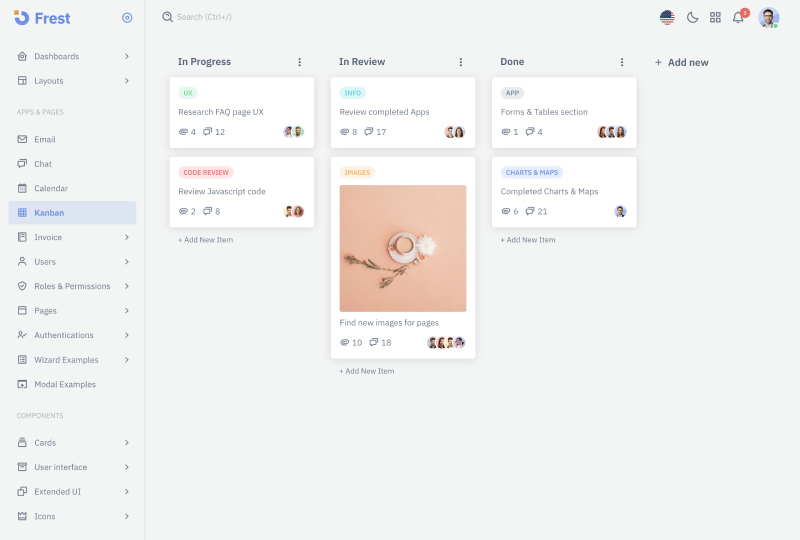 Frest
Search (Ctrl+/)
1
Dashboards
Layouts
APPS & PAGES
Email
Chat
Calendar
Kanban
Invoice
Users
Roles & Permissions
Pages
Authentications
Wizard Examples
Modal Examples
COMPONENTS
Cards
User interface
Extended UI
Icons
In Progress
UX
Research FAQ page UX
4 12
CODE REVIEW
Review Javascript code
2 8
+ Add New Item
In Review
INFO
Review completed Apps
8 17
IMAGES
Find new images for pages
10 18
+ Add New Item
Done
APP
Forms & Tables section
1 4
CHARTS & MAPS
Completed Charts & Maps
6 21
+ Add New Item
+ Add new